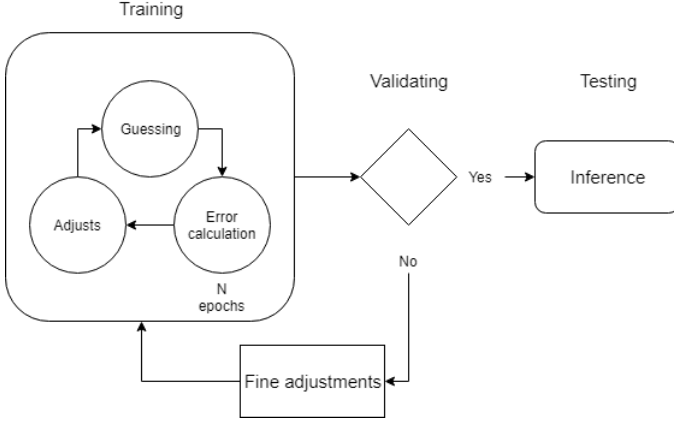 Training
Validating
Testing
Guessing
Adjusts
Error
calculation
N
epochs
Yes
Inference
No
Fine adjustments